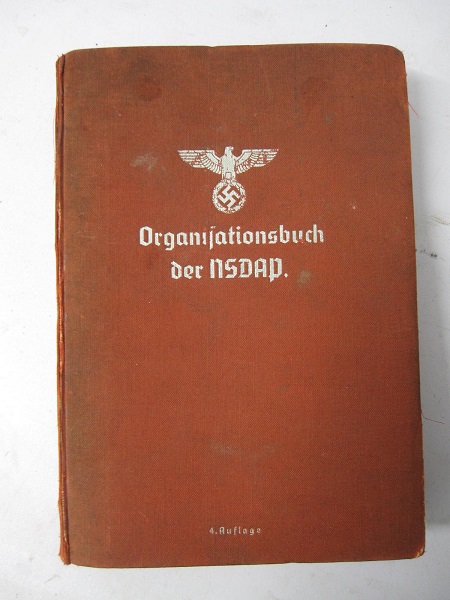 Organiſationsbuch
der NSDAP.
4. Auflage